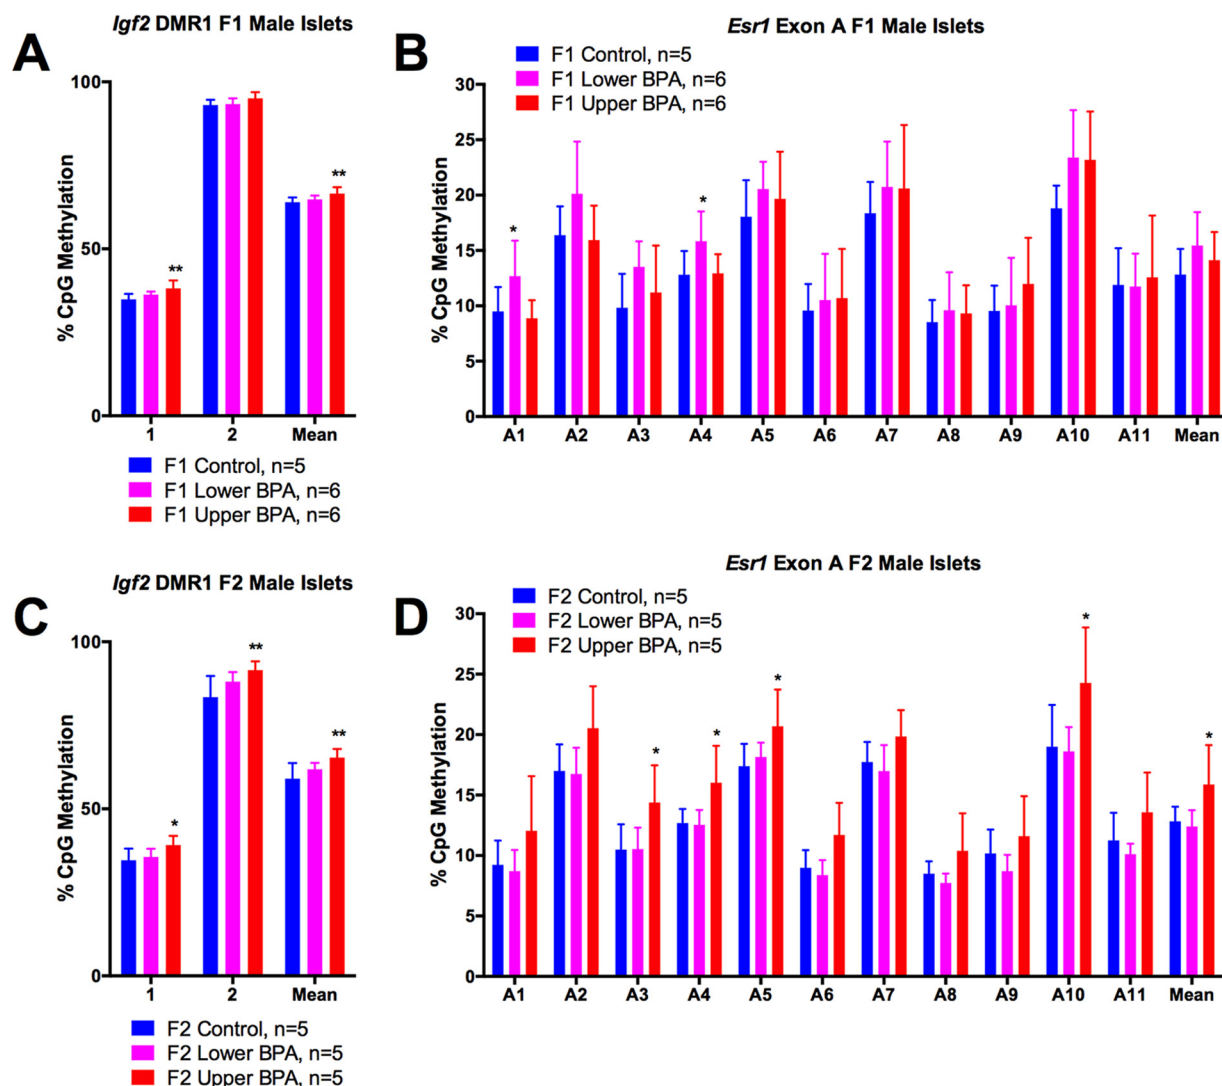 A
Igf2 DMR1 F1 Male Islets
% CpG Methylation
100
50
0
**
**
1 2 Mean
F1 Control, n=5
F1 Lower BPA, n=6
F1 Upper BPA, n=6
B
Esr1 Exon A F1 Male Islets
F1 Control, n=5
F1 Lower BPA, n=6
F1 Upper BPA, n=6
% CpG Methylation
30
25
20
15
10
5
0
*
*
A1 A2 A3 A4 A5 A6 A7 A8 A9 A10 A11 Mean
C
Igf2 DMR1 F2 Male Islets
% CpG Methylation
100
50
0
*
**
**
1 2 Mean
F2 Control, n=5
F2 Lower BPA, n=5
F2 Upper BPA, n=5
D
Esr1 Exon A F2 Male Islets
F2 Control, n=5
F2 Lower BPA, n=5
F2 Upper BPA, n=5
% CpG Methylation
30
25
20
15
10
5
0
*
*
*
*
*
A1 A2 A3 A4 A5 A6 A7 A8 A9 A10 A11 Mean